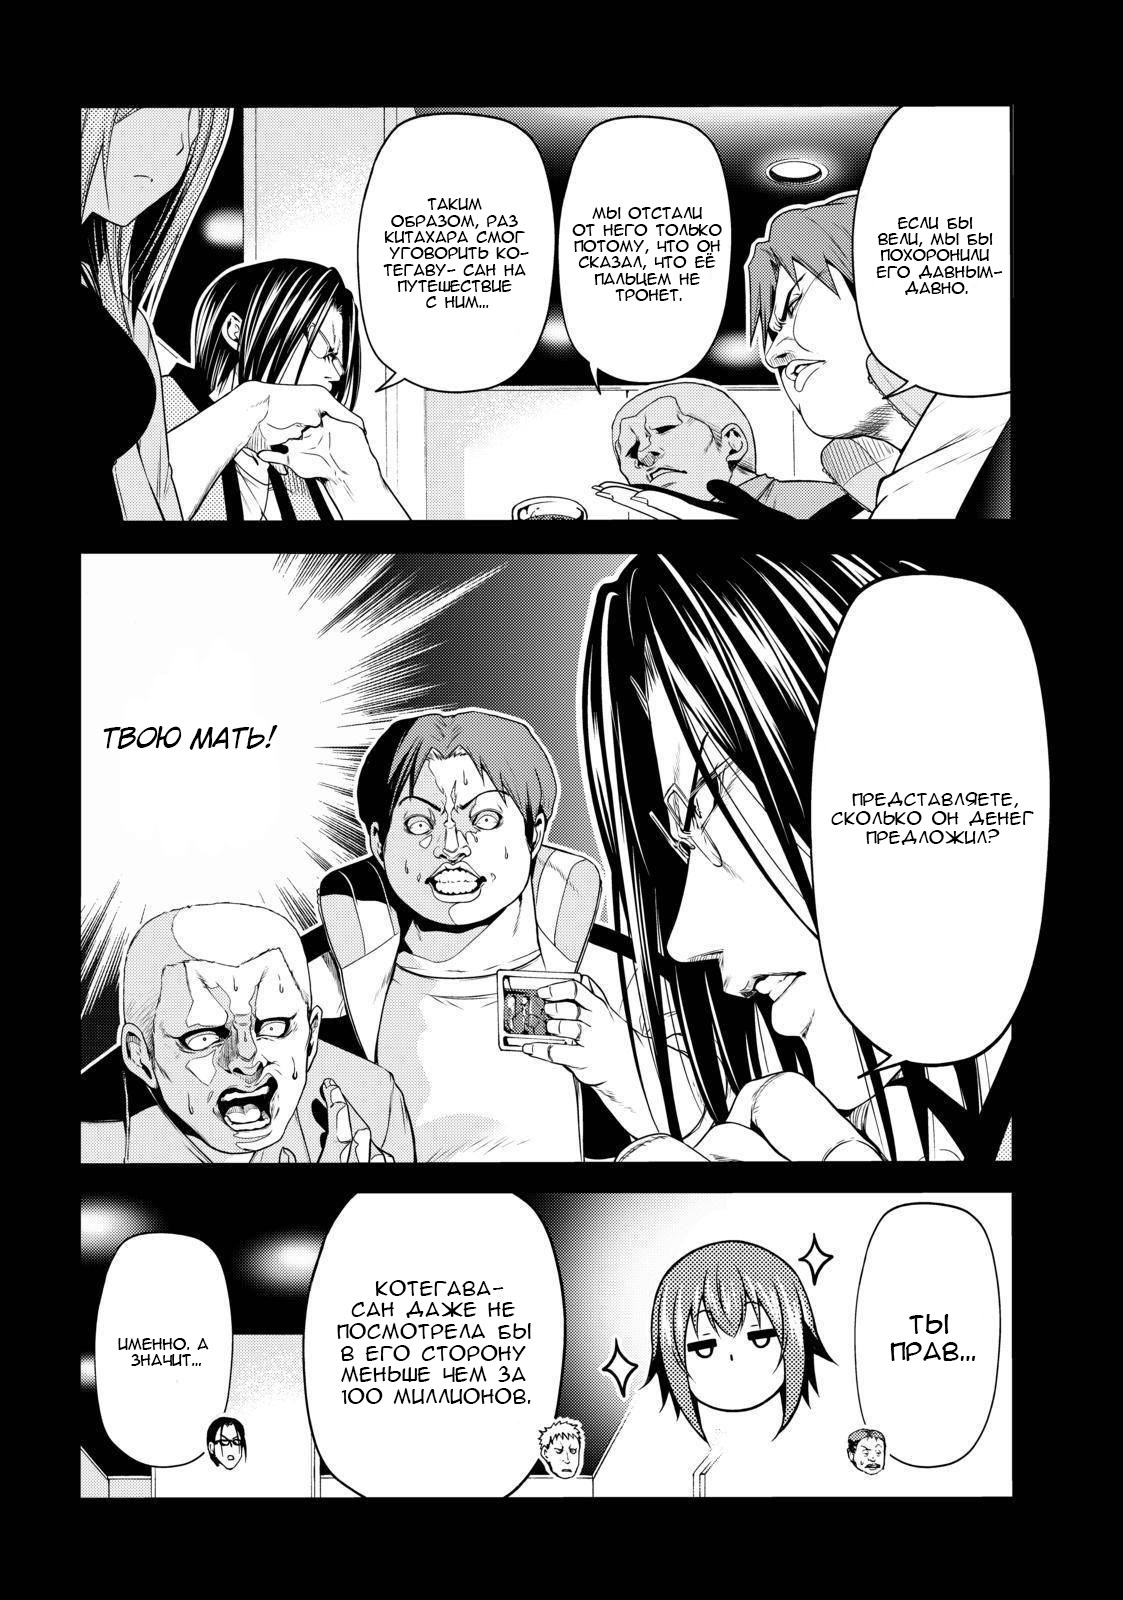 ЕСЛИ БЫ
ВЕЛИ, МЫ БЫ
ПОХОРОНИЛИ
ЕГО ДАВНЫМ-
ДАВНО.
МЫ ОТСТАЛИ
ОТ НЕГО ТОЛЬКО
ПОТОМУ, ЧТО ОН
СКАЗАЛ, ЧТО ЕЁ
ПАЛЬЦЕМ НЕ
ТРОНЕТ.
ТАКИМ
ОБРАЗОМ, РАЗ
КИТАХАРА СМОГ
УГОВОРИТЬ КО-
ТЕГАВУ- САН НА
ПУТЕШЕСТВИЕ
С НИМ...
ПРЕДСТАВЛЯЕТЕ,
СКОЛЬКО ОН ДЕНЕГ
ПРЕДЛОЖИЛ?
ТВОЮ МАТЬ!
ТЫ
ПРАВ...
КОТЕГАВА-
САН ДАЖЕ НЕ
ПОСМОТРЕЛА БЫ
В ЕГО СТОРОНУ
МЕНЬШЕ ЧЕМ ЗА
100 МИЛЛИОНОВ.
ИМЕННО. А
ЗНАЧИТ...